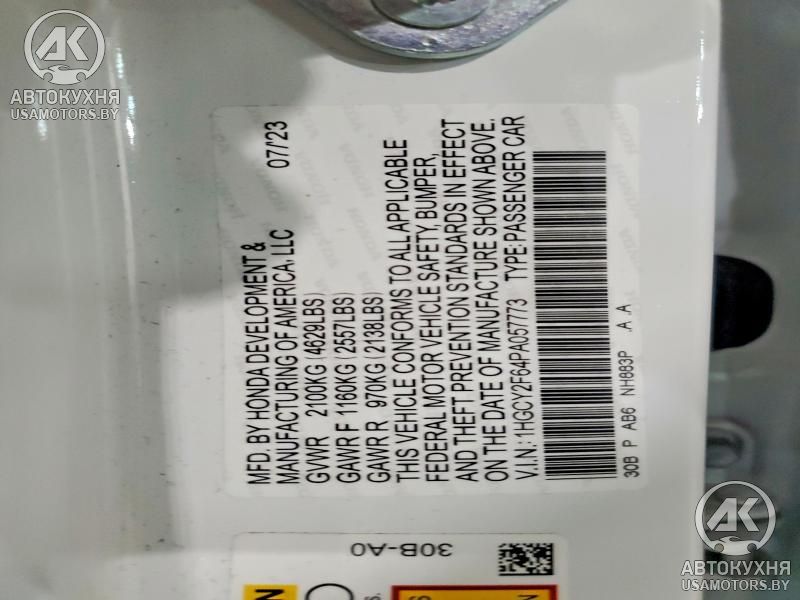 AK
АВТОКУХНЯ
USAMOTORS.BY
MFD. BY HONDA DEVELOPMENT &
MANUFACTURING OF AMERICA, LLC 07/'23
GVWR 2100KG (4629LBS)
GAWR F 1160KG (2557LBS)
GAWR R 970KG (2138LBS)
THIS VEHICLE CONFORMS TO ALL APPLICABLE
FEDERAL MOTOR VEHICLE SAFETY, BUMPER,
AND THEFT PREVENTION STANDARDS IN EFFECT
ON THE DATE OF MANUFACTURE SHOWN ABOVE.
V.I.N: 1HGCY2F64PA057773 TYPE: PASSENGER CAR
30B P AB6 NH883P A A
30B-A0
AK
АВТОКУХНЯ
USAMOTORS.BY